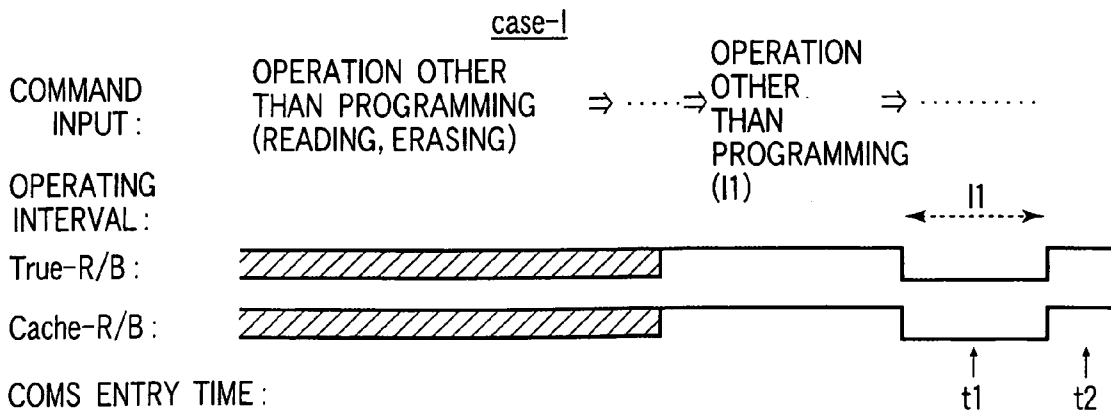 case-I
COMMAND INPUT :
OPERATION OTHER THAN PROGRAMMING (READING, ERASING)
⇒ ······ ⇒
OPERATION OTHER THAN PROGRAMMING (I1)
⇒ ·········
OPERATING INTERVAL :
I1
True-R/B :
Cache-R/B :
COMS ENTRY TIME :
t1
t2